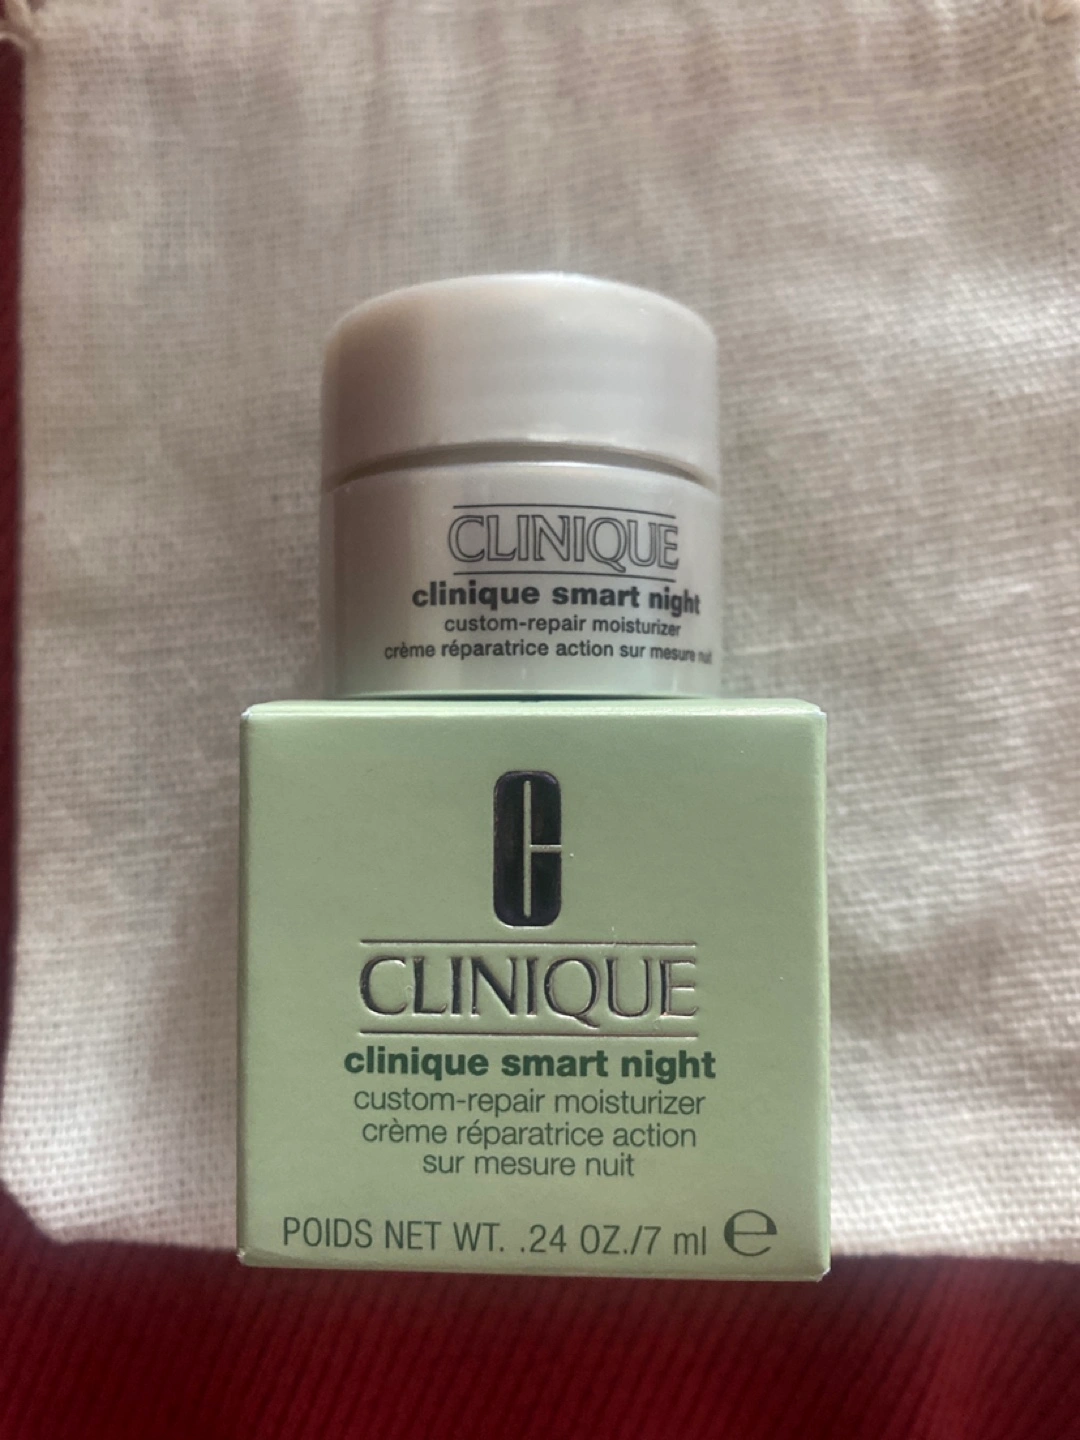 CLINIQUE
clinique smart night
custom-repair moisturizer
crème réparatrice action sur mesure nuit
C
CLINIQUE
clinique smart night
custom-repair moisturizer
crème réparatrice action
sur mesure nuit
POIDS NET WT. .24 OZ./7 ml ℮